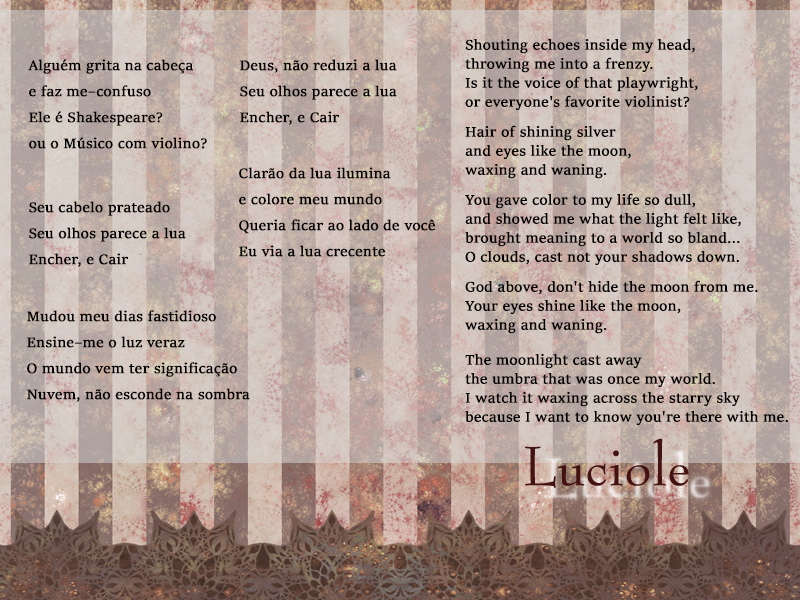 Alguém grita na cabeça
e faz me-confuso
Ele é Shakespeare?
ou o Músico com violino?
Seu cabelo prateado
Seu olhos parece a lua
Encher, e Cair
Mudou meu dias fastidioso
Ensine-me o luz veraz
O mundo vem ter significação
Nuvem, não esconde na sombra
Deus, não reduzi a lua
Seu olhos parece a lua
Encher, e Cair
Clarão da lua ilumina
e colore meu mundo
Queria ficar ao lado de você
Eu via a lua crecente
Shouting echoes inside my head,
throwing me into a frenzy.
Is it the voice of that playwright,
or everyone's favorite violinist?
Hair of shining silver
and eyes like the moon,
waxing and waning.
You gave color to my life so dull,
and showed me what the light felt like,
brought meaning to a world so bland...
O clouds, cast not your shadows down.
God above, don't hide the moon from me.
Your eyes shine like the moon,
waxing and waning.
The moonlight cast away
the umbra that was once my world.
I watch it waxing across the starry sky
because I want to know you're there with me.
Luciole